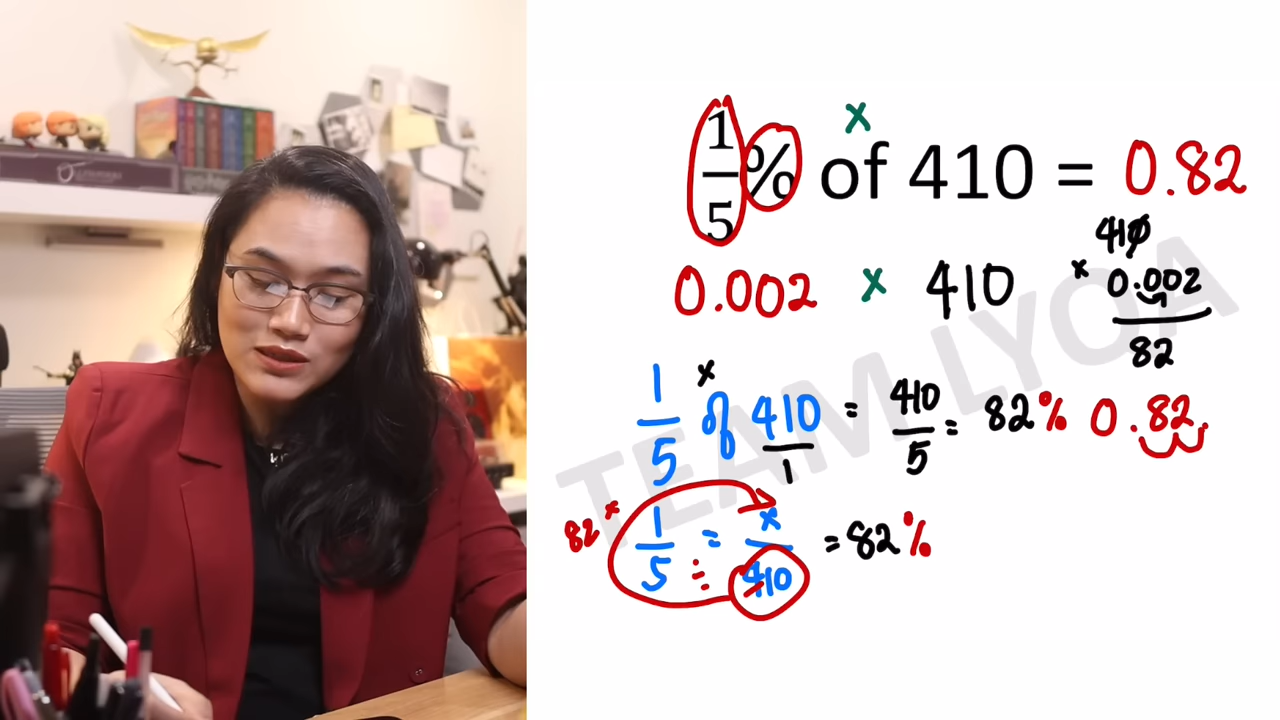 1/5 % of 410 = 0.82
×
0.002 × 410
410
× 0.002
82
1/5 of 410/1 = 410/5 = 82% 0.82.
×
82 × 1/5 = x/410 = 82%
TEAM LYQA